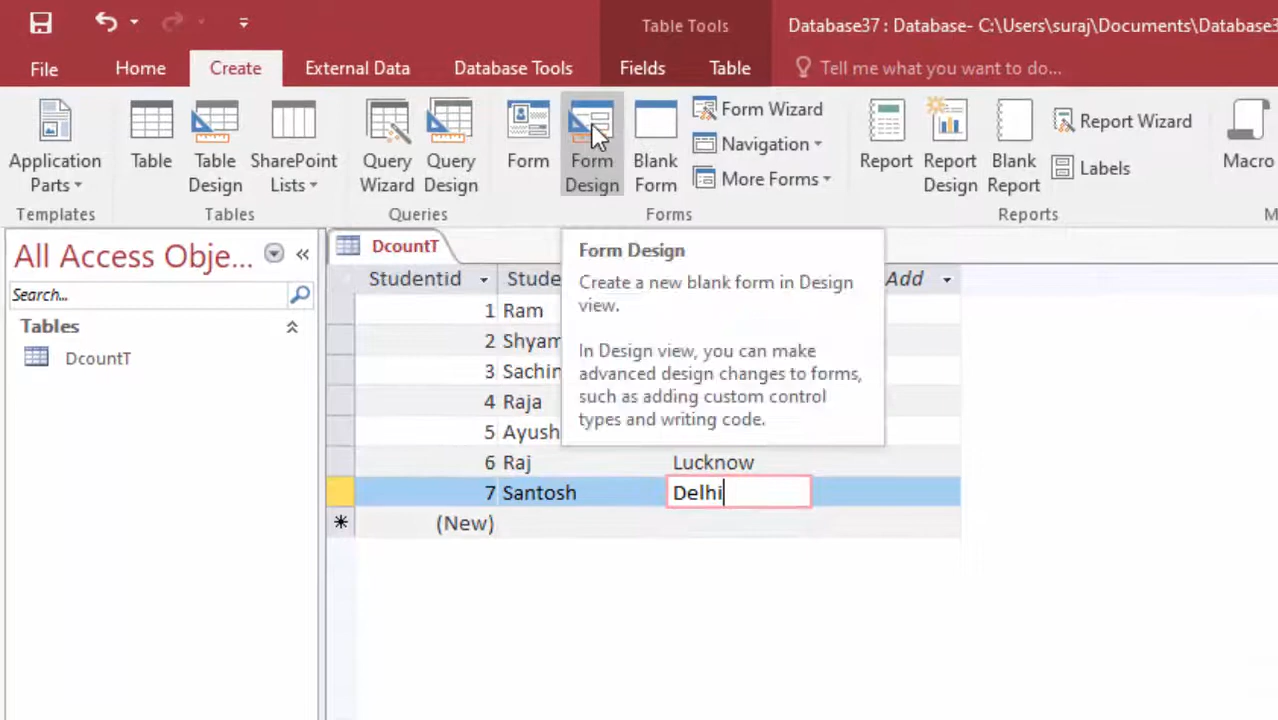 Table Tools
Database37 : Database- C:\Users\suraj\Documents\Database3
File
Home
Create
External Data
Database Tools
Fields
Table
Tell me what you want to do...
Application Parts
Table
Table Design
SharePoint Lists
Query Wizard
Query Design
Form
Form Design
Blank Form
Form Wizard
Navigation
More Forms
Report
Report Design
Blank Report
Report Wizard
Labels
Macro
Templates
Tables
Queries
Forms
Reports
M
All Access Obje...
«
Search...
Tables
DcountT
DcountT
Studentid
Stude
Add
1 Ram
2 Shyam
3 Sachin
4 Raja
5 Ayush
6 Raj Lucknow
7 Santosh Delhi
(New)
Form Design
Create a new blank form in Design
view.
In Design view, you can make
advanced design changes to forms,
such as adding custom control
types and writing code.